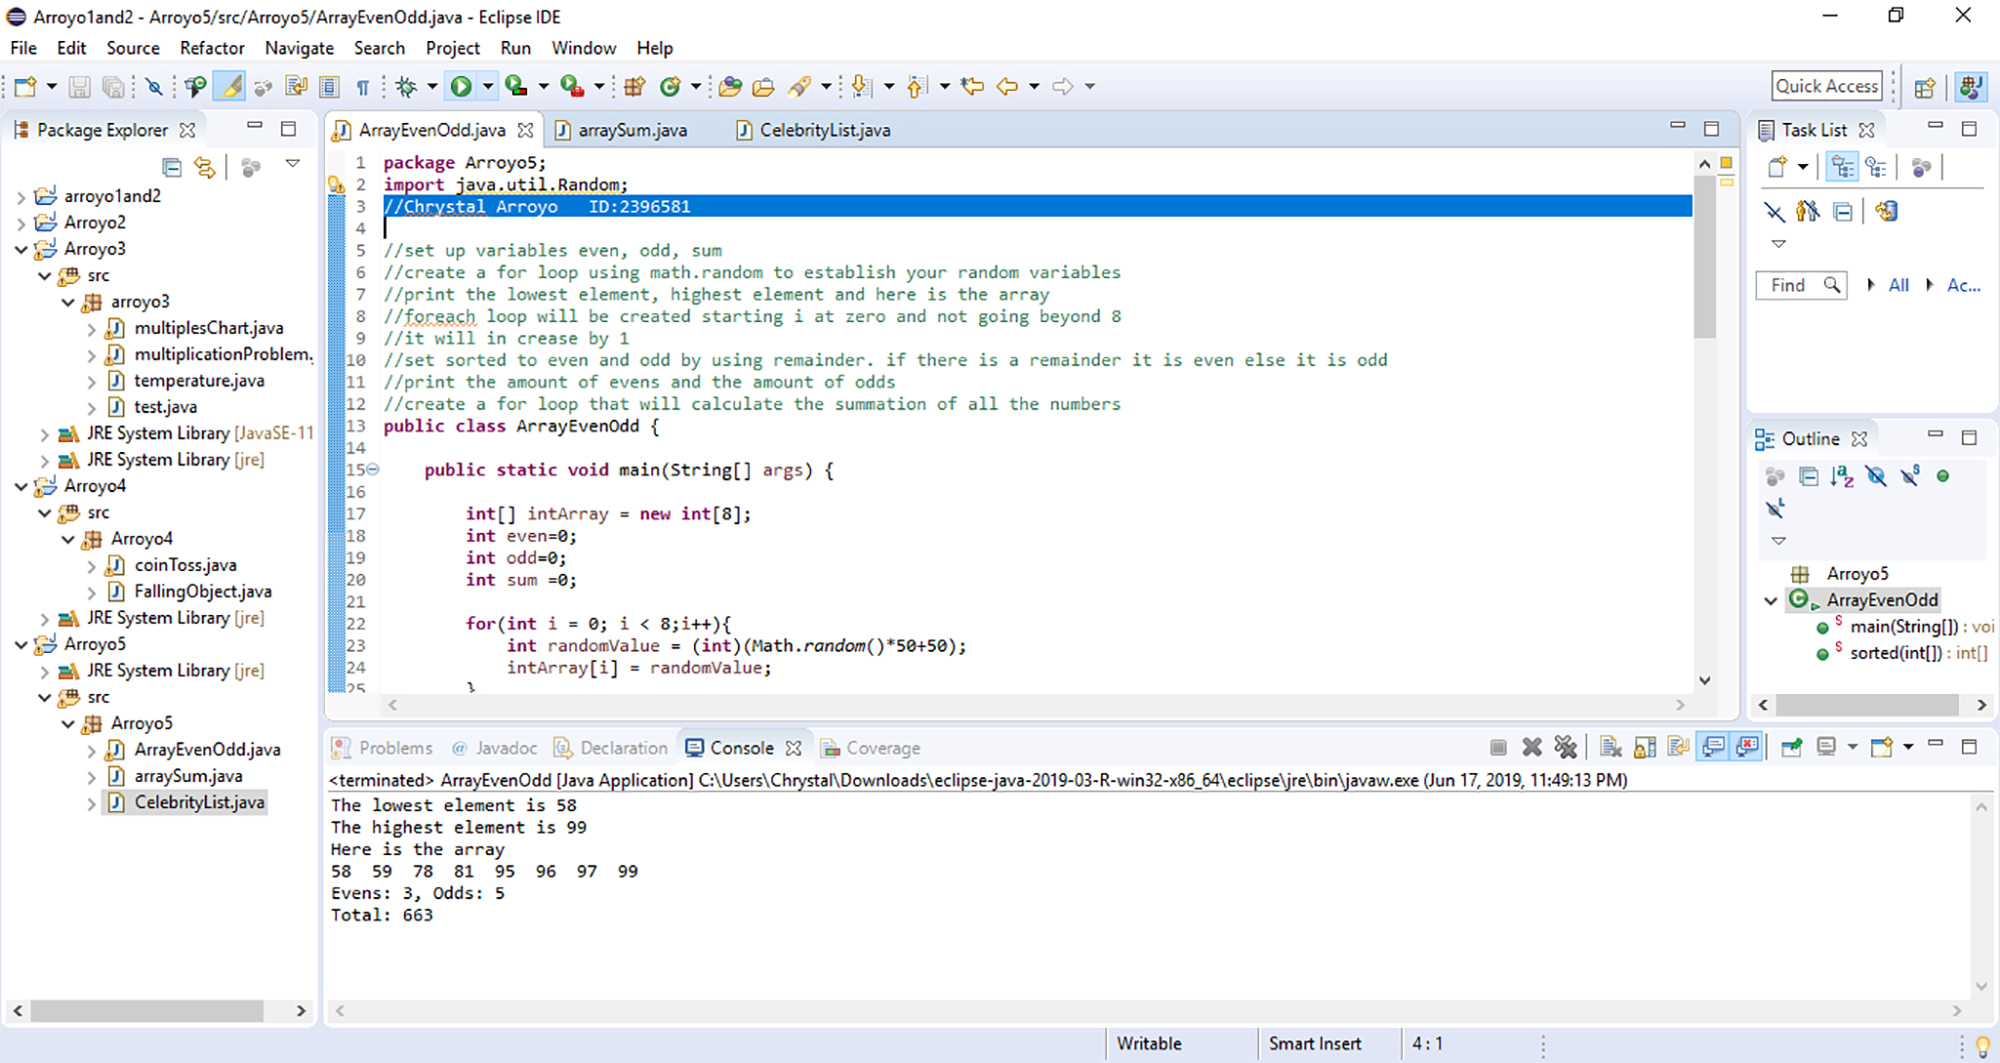 Arroyo1and2 - Arroyo5/src/Arroyo5/ArrayEvenOdd.java - Eclipse IDE
File Edit Source Refactor Navigate Search Project Run Window Help
Quick Access
Package Explorer
arroyo1and2
Arroyo2
Arroyo3
src
arroyo3
multiplesChart.java
multiplicationProblem.
temperature.java
test.java
JRE System Library [JavaSE-11
JRE System Library [jre]
Arroyo4
src
Arroyo4
coinToss.java
FallingObject.java
JRE System Library [jre]
Arroyo5
JRE System Library [jre]
src
Arroyo5
ArrayEvenOdd.java
arraySum.java
CelebrityList.java
ArrayEvenOdd.java arraySum.java CelebrityList.java
1 package Arroyo5;
2 import java.util.Random;
3 //Chrystal Arroyo   ID:2396581
4
5 //set up variables even, odd, sum
6 //create a for loop using math.random to establish your random variables
7 //print the lowest element, highest element and here is the array
8 //foreach loop will be created starting i at zero and not going beyond 8
9 //it will in crease by 1
10 //set sorted to even and odd by using remainder. if there is a remainder it is even else it is odd
11 //print the amount of evens and the amount of odds
12 //create a for loop that will calculate the summation of all the numbers
13 public class ArrayEvenOdd {
14
15     public static void main(String[] args) {
16
17         int[] intArray = new int[8];
18         int even=0;
19         int odd=0;
20         int sum =0;
21
22         for(int i = 0; i < 8;i++){
23             int randomValue = (int)(Math.random()*50+50);
24             intArray[i] = randomValue;
25         }
Task List
Find All Ac...
Outline
Arroyo5
ArrayEvenOdd
main(String[]) : voi
sorted(int[]) : int[]
Problems @ Javadoc Declaration Console Coverage
<terminated> ArrayEvenOdd [Java Application] C:\Users\Chrystal\Downloads\eclipse-java-2019-03-R-win32-x86_64\eclipse\jre\bin\javaw.exe (Jun 17, 2019, 11:49:13 PM)
The lowest element is 58
The highest element is 99
Here is the array
58  59  78  81  95  96  97  99
Evens: 3, Odds: 5
Total: 663
Writable Smart Insert 4 : 1